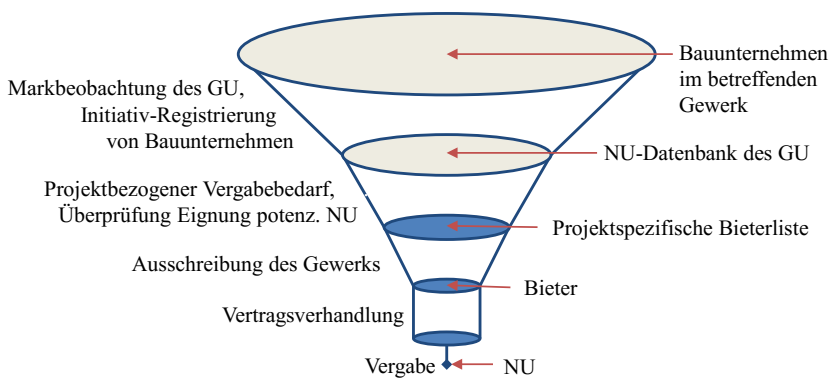 Bauunternehmen
im betreffenden
Gewerk
Markbeobachtung des GU,
Initiativ-Registrierung
von Bauunternehmen
NU-Datenbank des GU
Projektbezogener Vergabebedarf,
Überprüfung Eignung potenz. NU
Projektspezifische Bieterliste
Ausschreibung des Gewerks
Bieter
Vertragsverhandlung
Vergabe
NU